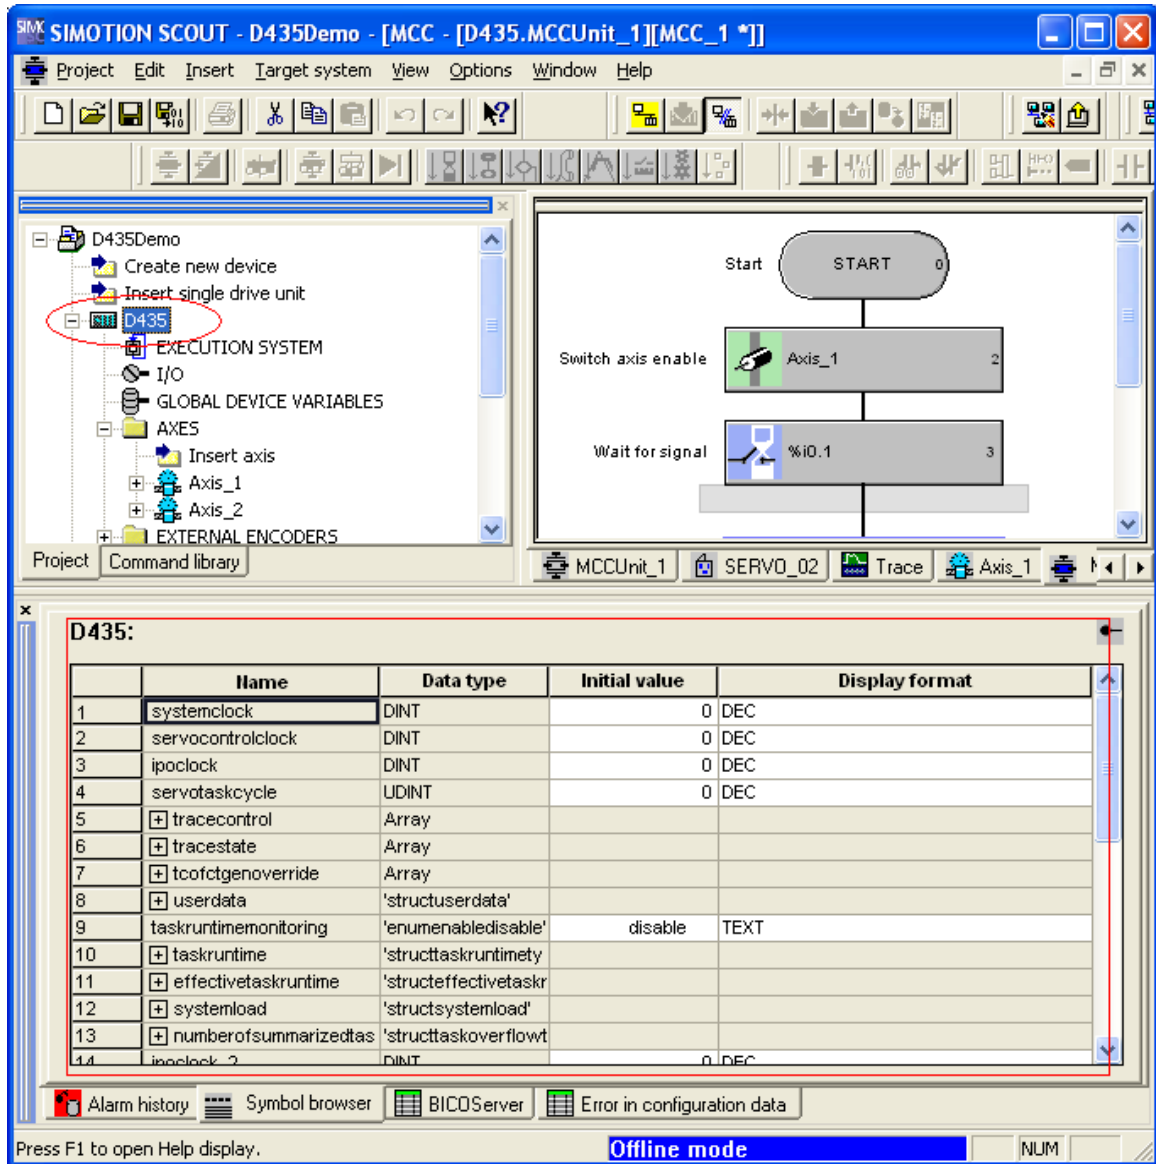 SIMOTION SCOUT - D435Demo - [MCC - [D435.MCCUnit_1][MCC_1 *]]
Project Edit Insert Target system View Options Window Help
D435Demo
Create new device
Insert single drive unit
D435
EXECUTION SYSTEM
I/O
GLOBAL DEVICE VARIABLES
AXES
Insert axis
Axis_1
Axis_2
EXTERNAL ENCODERS
Project Command library
Start START 0
Switch axis enable Axis_1 2
Wait for signal %i0.1 3
MCCUnit_1 SERVO_02 Trace Axis_1
D435:
Name Data type Initial value Display format
1 systemclock DINT 0 DEC
2 servocontrolclock DINT 0 DEC
3 ipoclock DINT 0 DEC
4 servotaskcycle UDINT 0 DEC
5 tracecontrol Array
6 tracestate Array
7 tcofctgenoverride Array
8 userdata 'structuserdata'
9 taskruntimemonitoring 'enumenabledisable' disable TEXT
10 taskruntime 'structtaskruntimety
11 effectivetaskruntime 'structeffectivetaskr
12 systemload 'structsystemload'
13 numberofsummarizedtas 'structtaskoverflowt
14 ipoclock_2 DINT 0 DEC
Alarm history Symbol browser BICOServer Error in configuration data
Press F1 to open Help display. Offline mode NUM